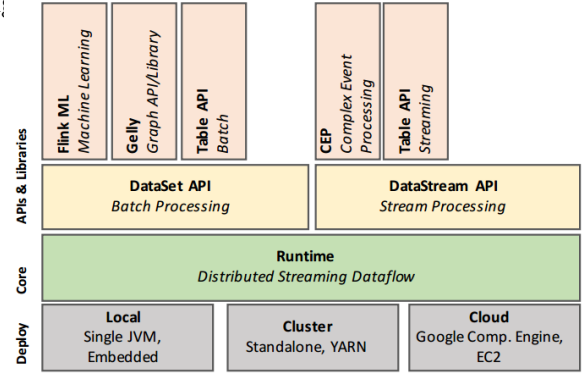 Flink ML
Machine Learning
Gelly
Graph API/Library
Table API
Batch
CEP
Complex Event
Processing
Table API
Streaming
APIs & Libraries
DataSet API
Batch Processing
DataStream API
Stream Processing
Core
Runtime
Distributed Streaming Dataflow
Deploy
Local
Single JVM,
Embedded
Cluster
Standalone, YARN
Cloud
Google Comp. Engine,
EC2